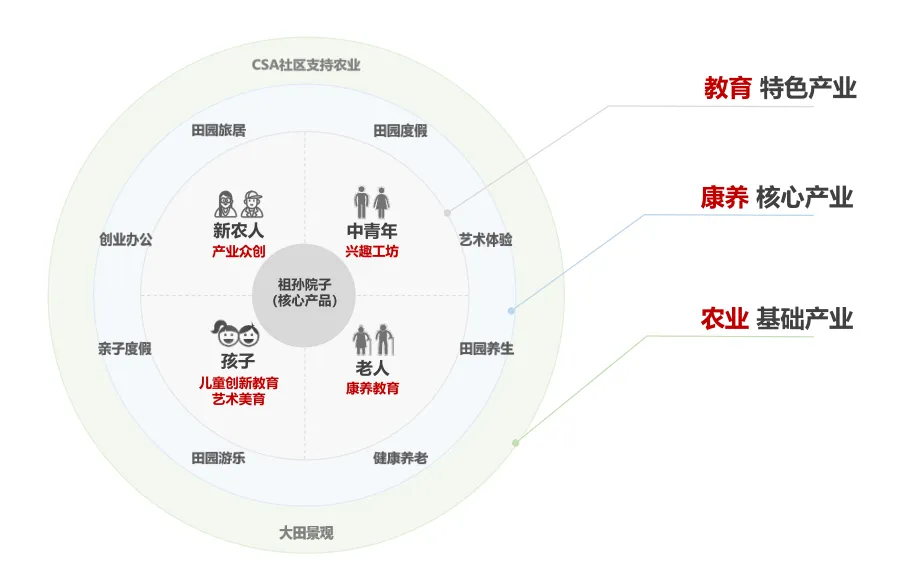 CSA社区支持农业
田园旅居
田园度假
新农人
产业众创
中青年
兴趣工坊
创业办公
艺术体验
祖孙院子
(核心产品)
亲子度假
田园养生
孩子
儿童创新教育
艺术美育
老人
康养教育
田园游乐
健康养老
大田景观
教育 特色产业
康养 核心产业
农业 基础产业